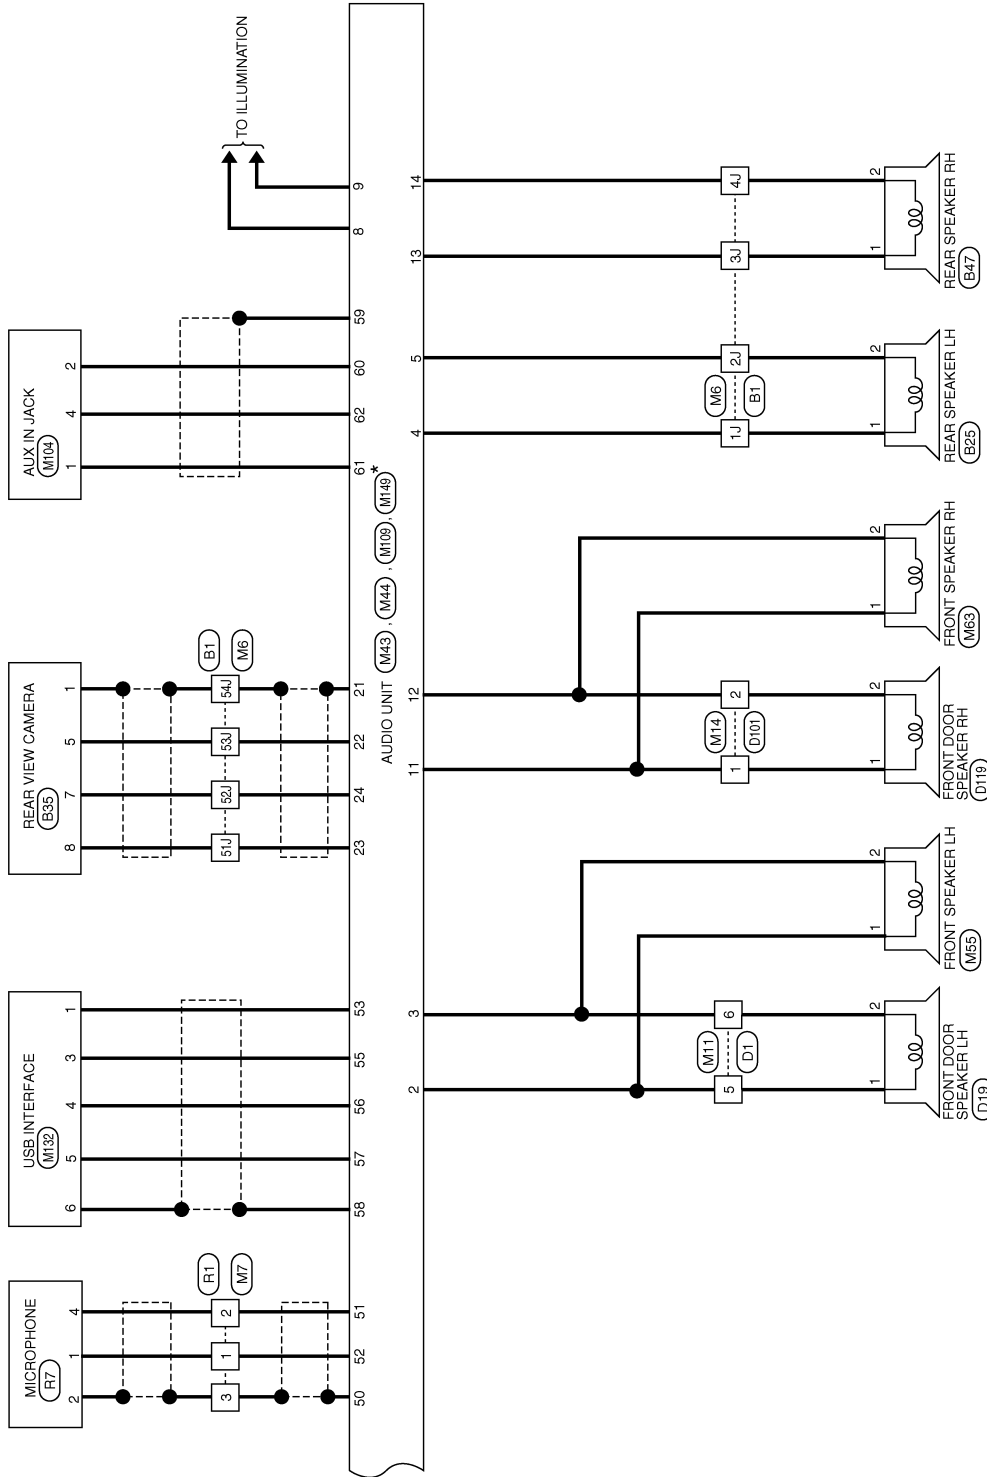 MICROPHONE
R7
2 1 4
USB INTERFACE
M132
6 5 4 3 1
REAR VIEW CAMERA
B35
8 7 5 1
AUX IN JACK
M104
1 4 2
R1
3 1 2
M7
B1
51J 52J 53J 54J
M6
TO ILLUMINATION
50 52 51 58 57 56 55 53 23 24 22 21 61 62 60 59 8 9
*
AUDIO UNIT M43 , M44 , M109 , M149
2 3 11 12 4 5 13 14
M11
5 6
D1
M14
1 2
D101
M6
1J 2J 3J 4J
B1
1 2
FRONT DOOR
SPEAKER LH
D19
1 2
FRONT SPEAKER LH
M55
1 2
FRONT DOOR
SPEAKER RH
D119
1 2
FRONT SPEAKER RH
M63
1 2
REAR SPEAKER LH
B25
1 2
REAR SPEAKER RH
B47